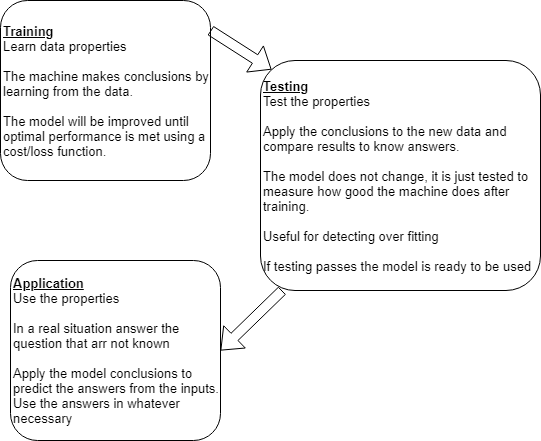 Training
Learn data properties
The machine makes conclusions by
learning from the data.
The model will be improved until
optimal performance is met using a
cost/loss function.
Testing
Test the properties
Apply the conclusions to the new data and
compare results to know answers.
The model does not change, it is just tested to
measure how good the machine does after
training.
Useful for detecting over fitting
If testing passes the model is ready to be used
Application
Use the properties
In a real situation answer the
question that arr not known
Apply the model conclusions to
predict the answers from the inputs.
Use the answers in whatever
necessary